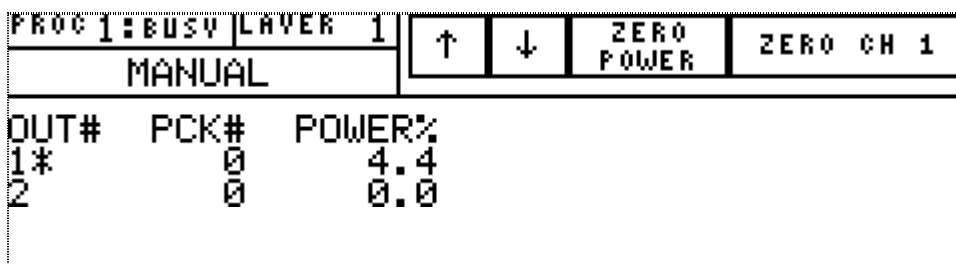 PROC 1:BUSY LAYER 1
MANUAL
↑ ↓ ZERO POWER ZERO CH 1
OUT# PCK# POWER%
1* 0 4.4
2 0 0.0